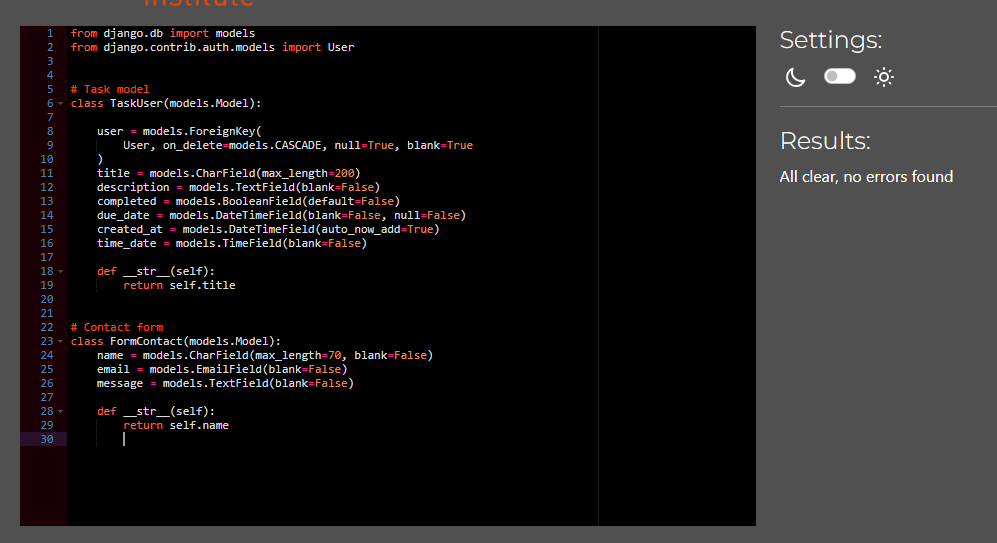 institute
1 from django.db import models
2 from django.contrib.auth.models import User
3
4
5 # Task model
6 class TaskUser(models.Model):
7
8     user = models.ForeignKey(
9         User, on_delete=models.CASCADE, null=True, blank=True
10     )
11     title = models.CharField(max_length=200)
12     description = models.TextField(blank=False)
13     completed = models.BooleanField(default=False)
14     due_date = models.DateTimeField(blank=False, null=False)
15     created_at = models.DateTimeField(auto_now_add=True)
16     time_date = models.TimeField(blank=False)
17
18     def __str__(self):
19         return self.title
20
21
22 # Contact form
23 class FormContact(models.Model):
24     name = models.CharField(max_length=70, blank=False)
25     email = models.EmailField(blank=False)
26     message = models.TextField(blank=False)
27
28     def __str__(self):
29         return self.name
30
Settings:
Results:
All clear, no errors found